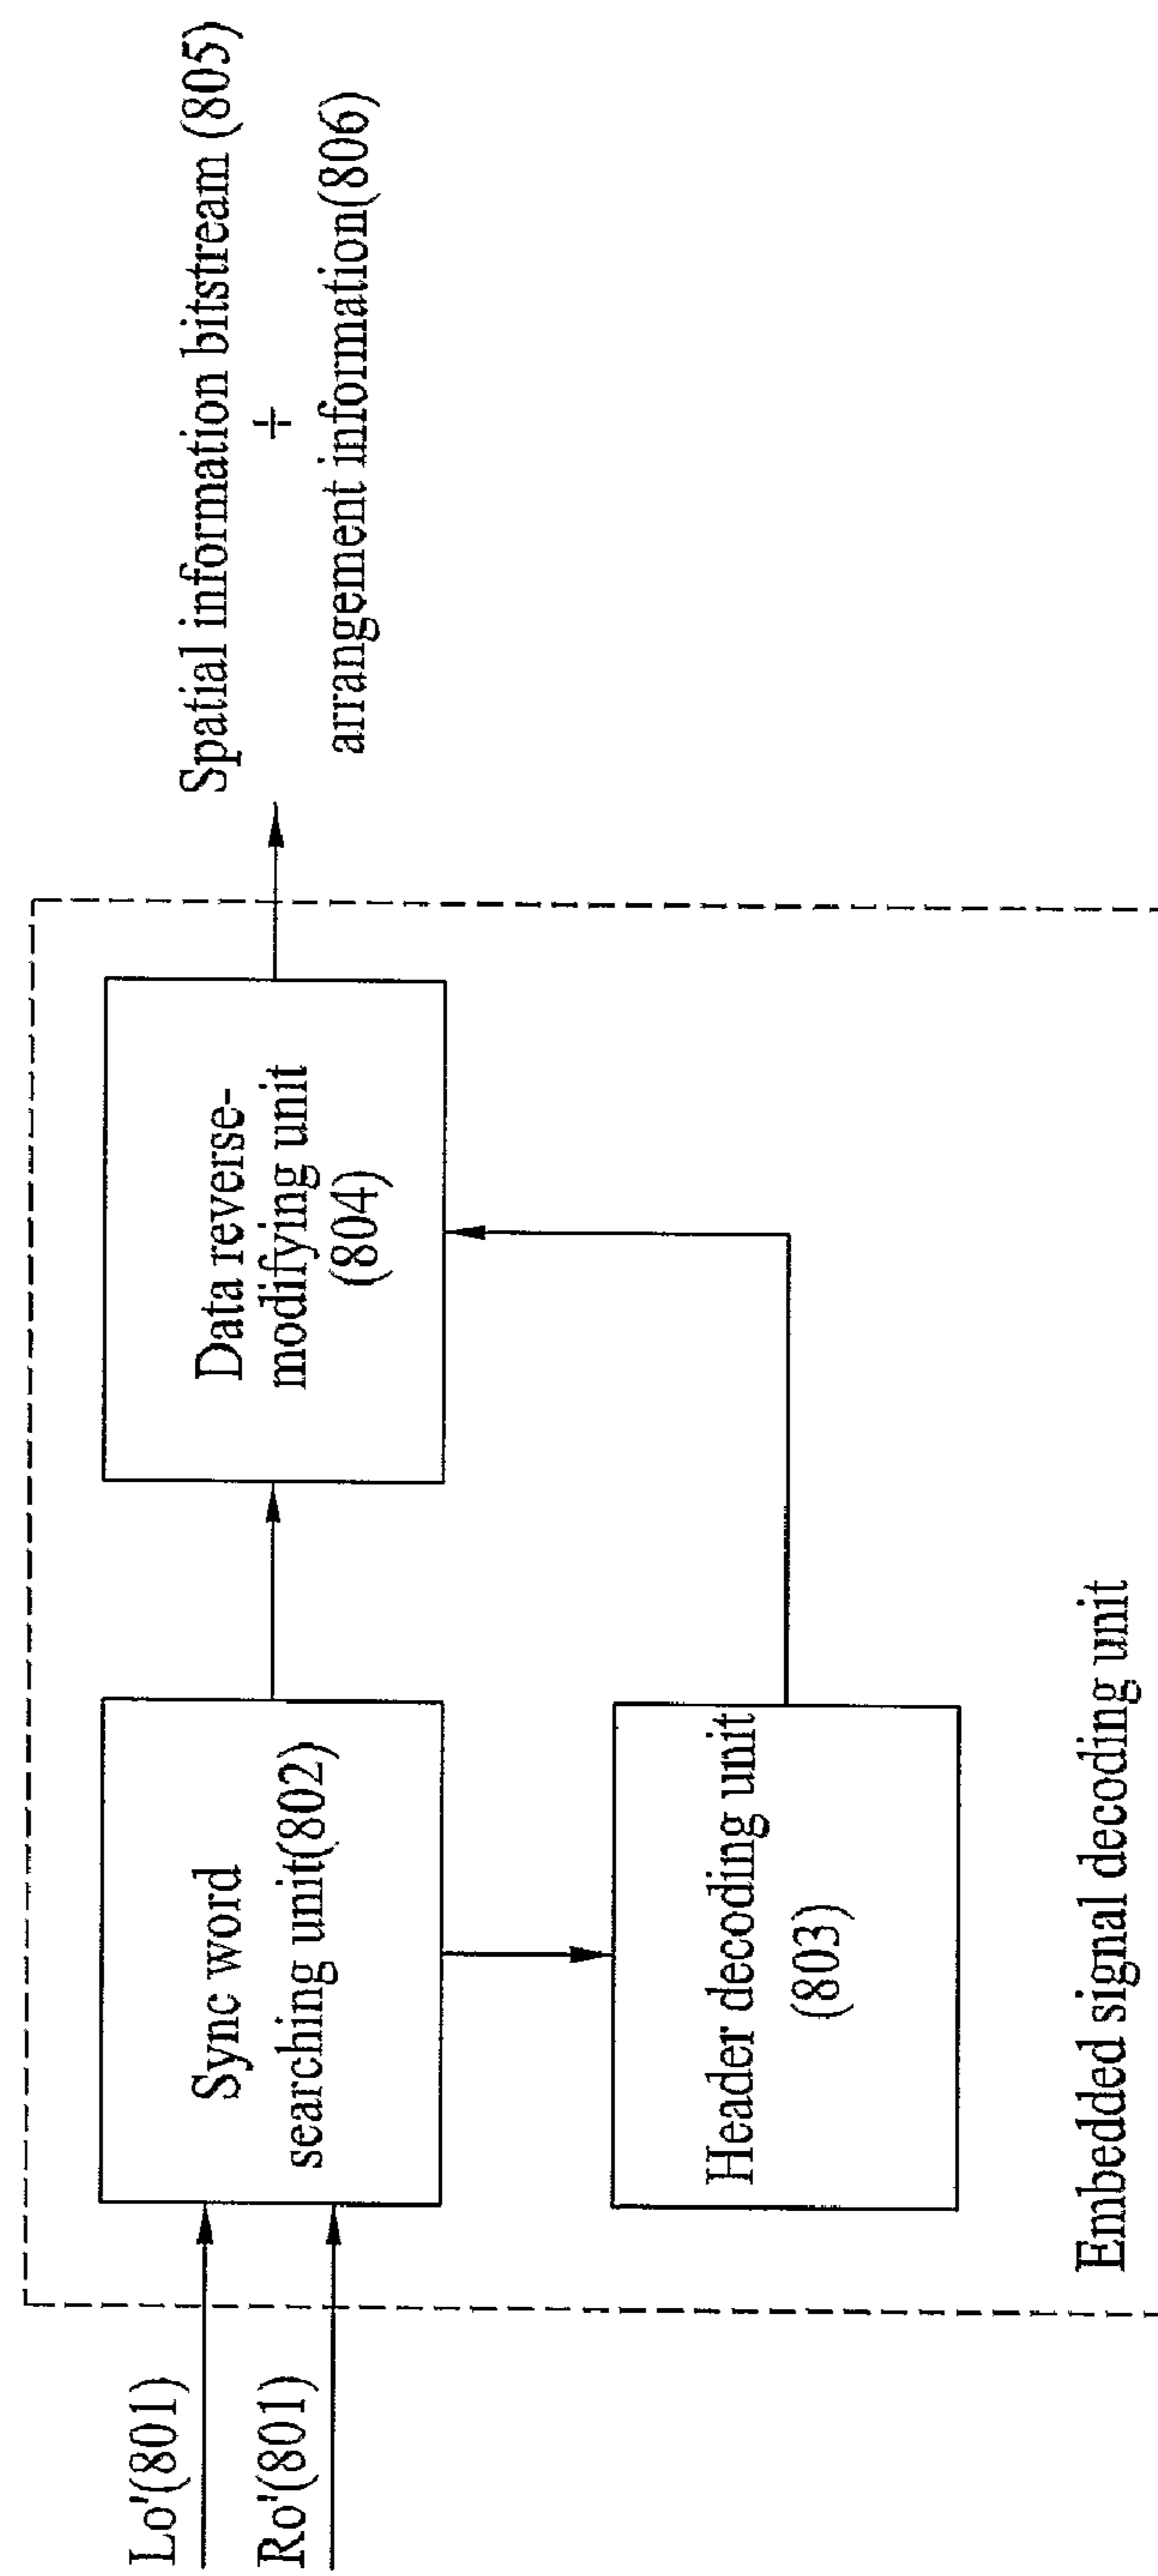 Lo'(801)
Ro'(801)
Sync word
searching unit(802)
Header decoding unit
(803)
Data reverse-
modifying unit
(804)
Spatial information bitstream (805)
+
arrangement information(806)
Embedded signal decoding unit